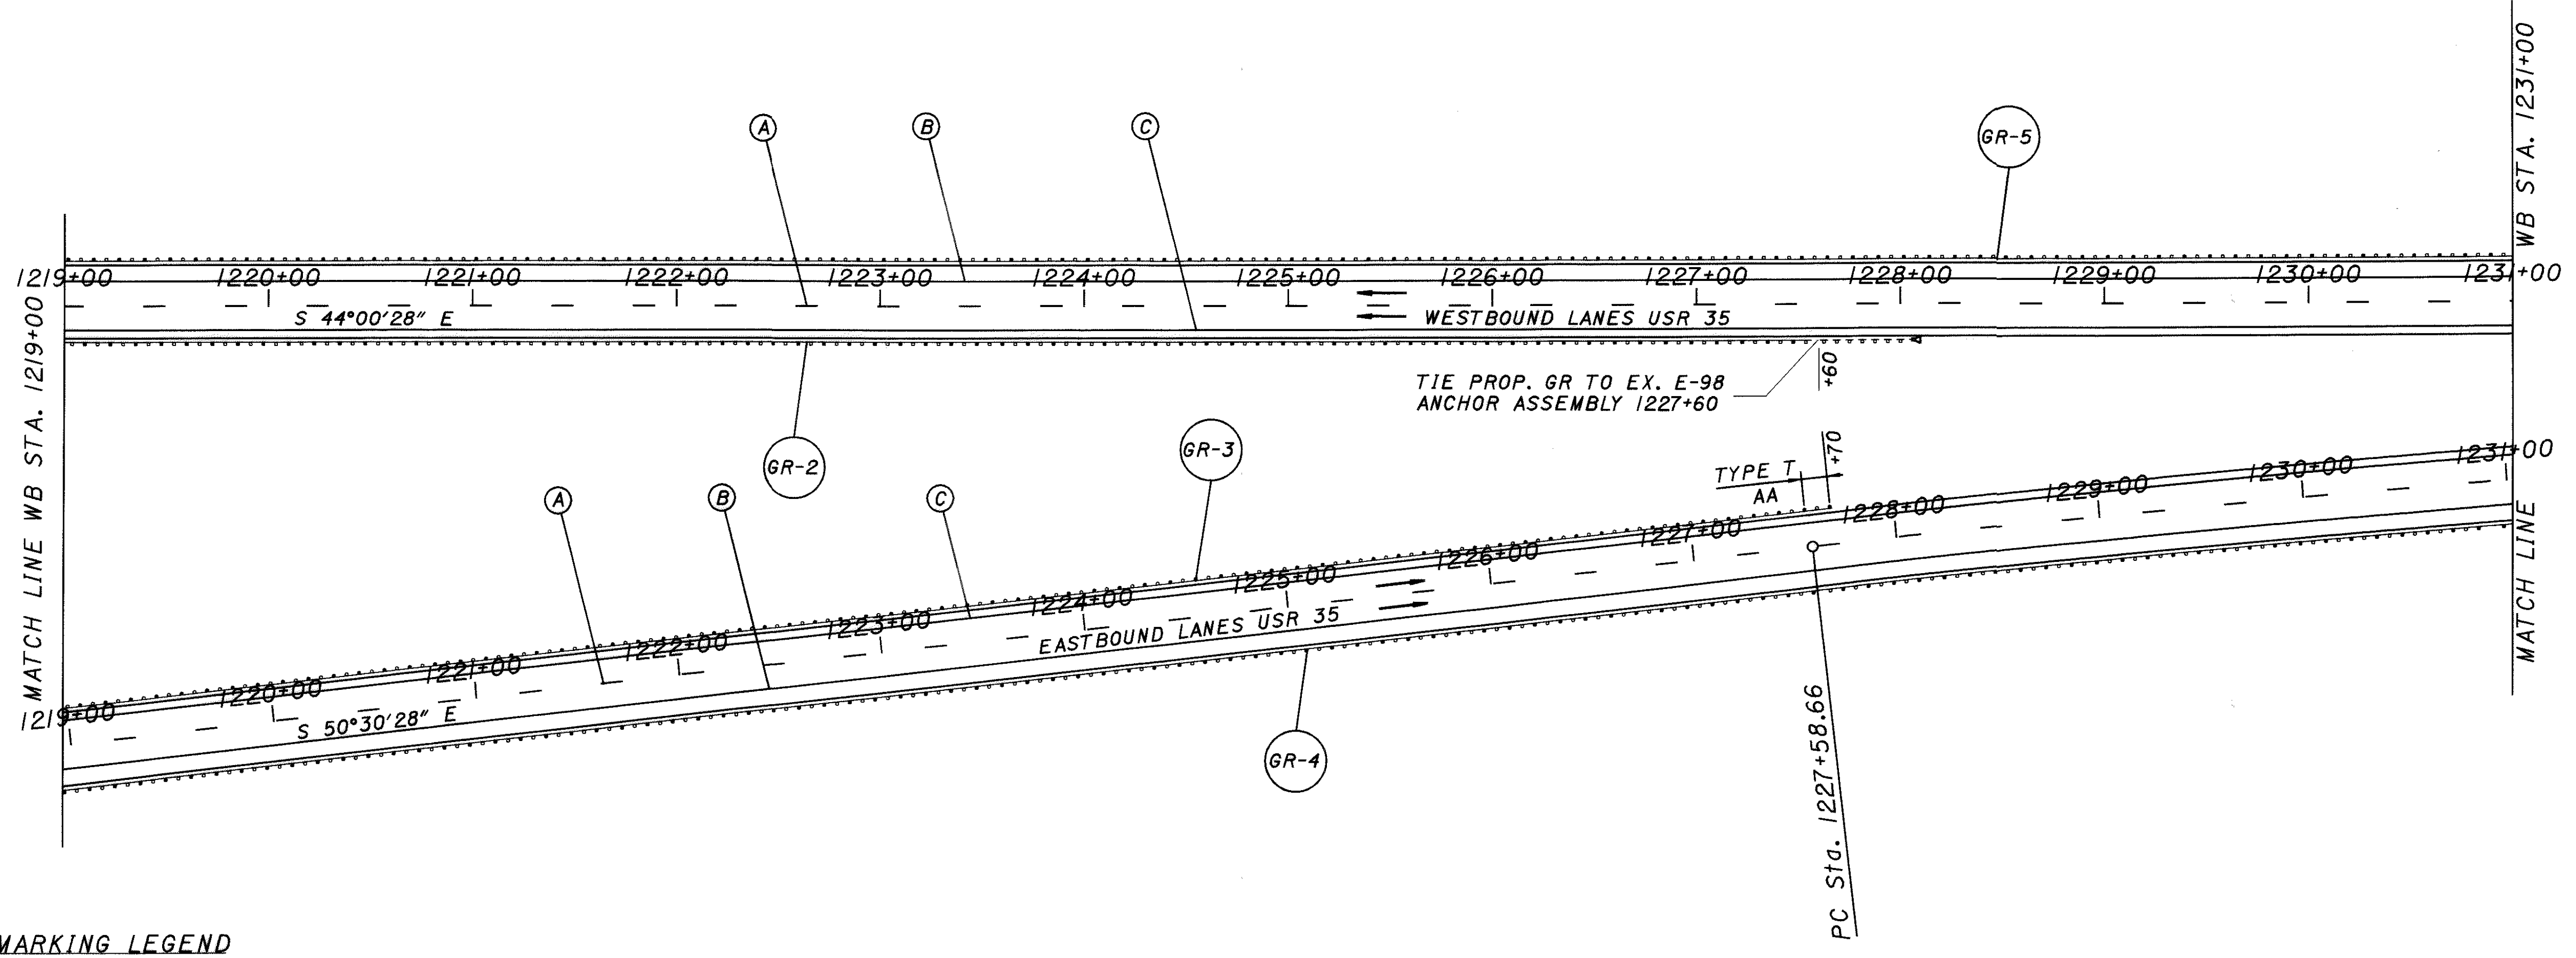 WB STA. 1231+00
A
B
C
GR-5
1219+00 1220+00 1221+00 1222+00 1223+00 1224+00 1225+00 1226+00 1227+00 1228+00 1229+00 1230+00 1231+00
S 44°00'28" E
WESTBOUND LANES USR 35
MATCH LINE WB STA. 1219+00
TIE PROP. GR TO EX. E-98
ANCHOR ASSEMBLY 1227+60
+60
GR-2
GR-3
A
B
C
TYPE T
AA
+70
1219+00 1220+00 1221+00 1222+00 1223+00 1224+00 1225+00 1226+00 1227+00 1228+00 1229+00 1230+00 1231+00
S 50°30'28" E
EASTBOUND LANES USR 35
MATCH LINE
GR-4
PC Sta. 1227+58.66
MARKING LEGEND